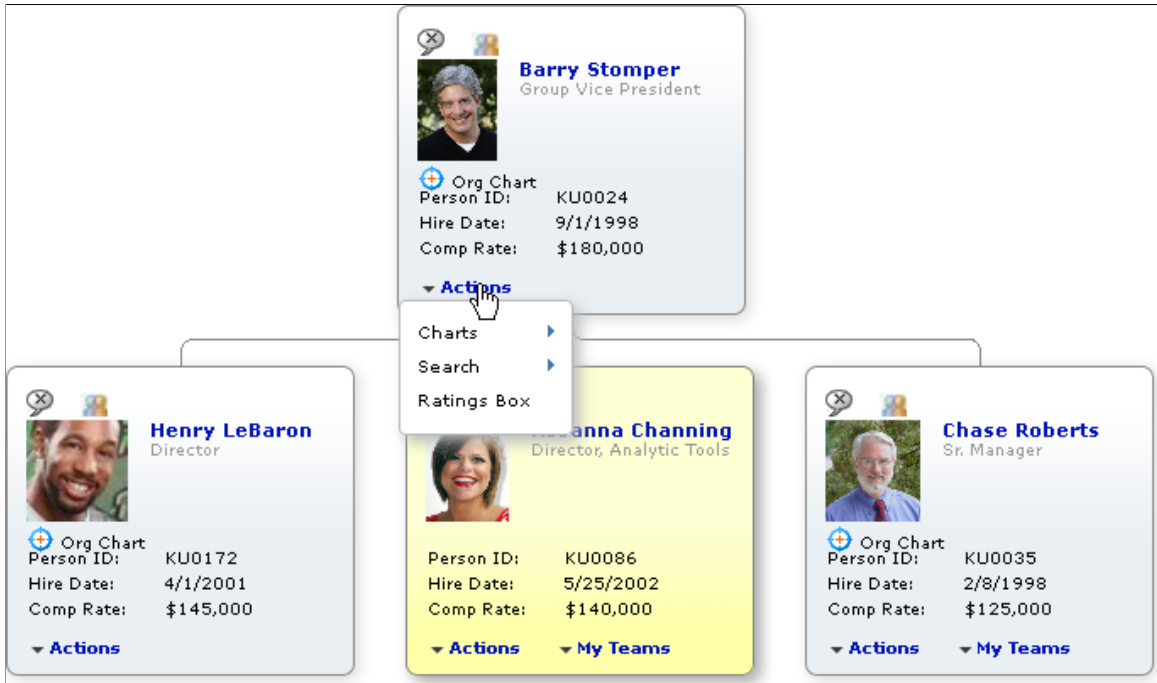 Barry Stomper
Group Vice President
Org Chart
Person ID: KU0024
Hire Date: 9/1/1998
Comp Rate: $180,000
Actions
Charts
Search
Ratings Box
Henry LeBaron
Director
Org Chart
Person ID: KU0172
Hire Date: 4/1/2001
Comp Rate: $145,000
Actions
Channing
Director, Analytic Tools
Person ID: KU0086
Hire Date: 5/25/2002
Comp Rate: $140,000
Actions My Teams
Chase Roberts
Sr. Manager
Org Chart
Person ID: KU0035
Hire Date: 2/8/1998
Comp Rate: $125,000
Actions My Teams